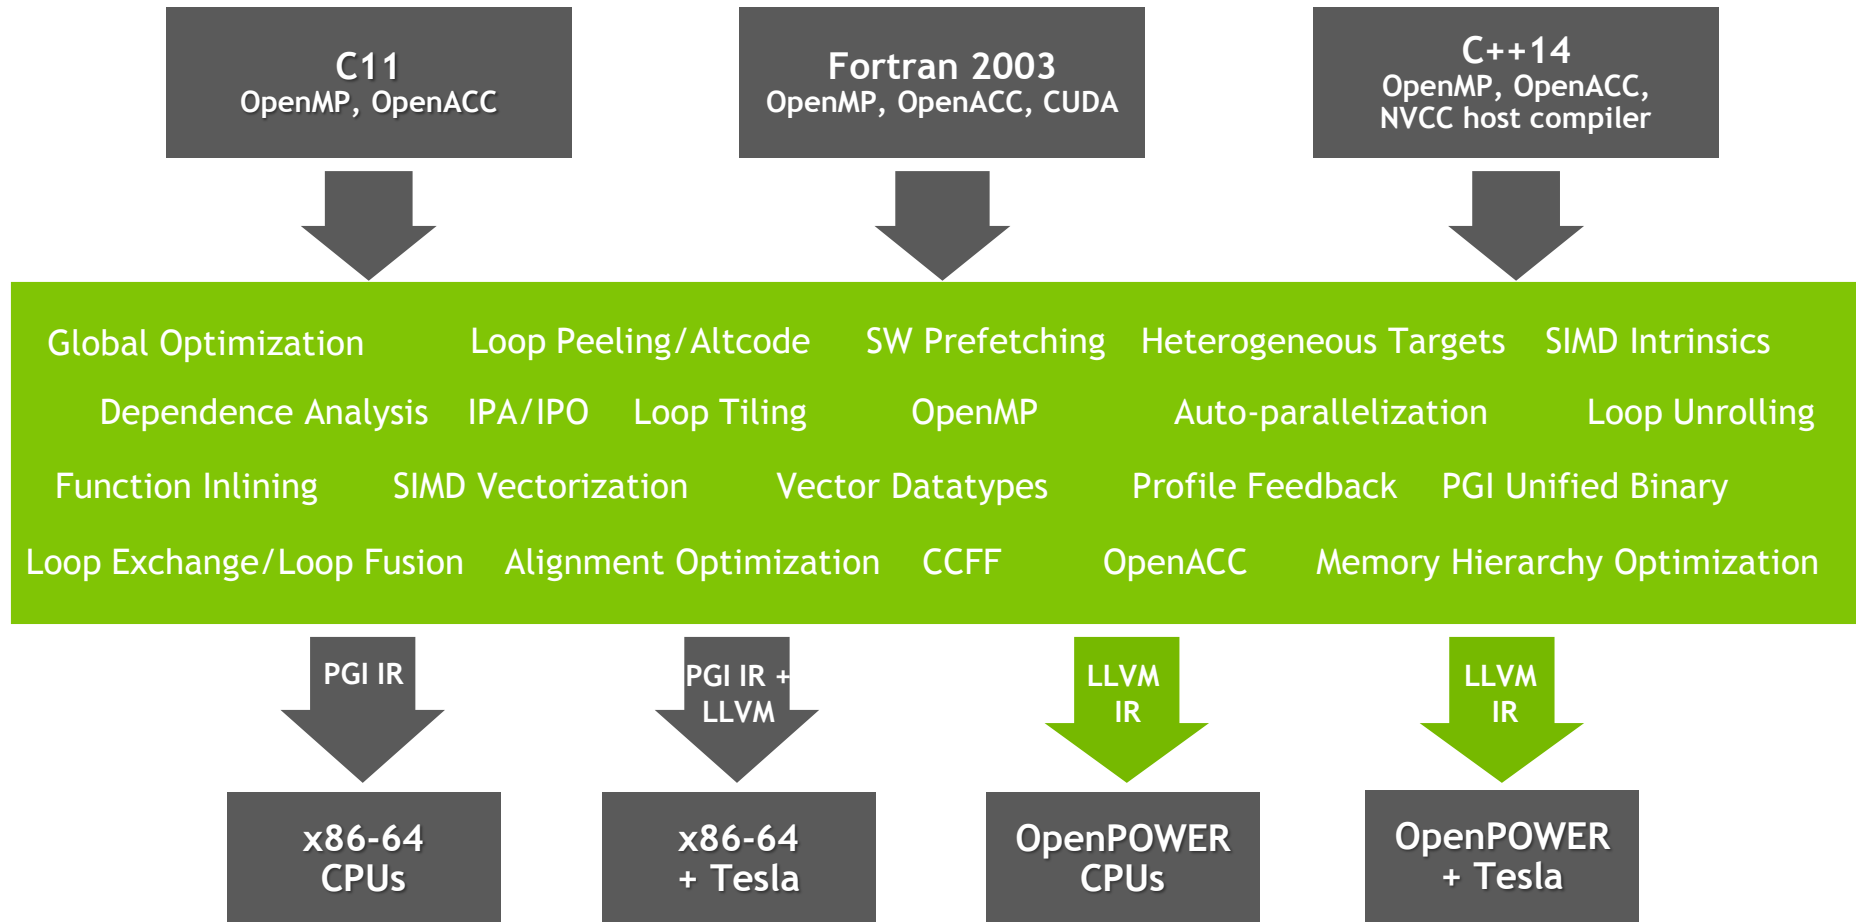 C11
OpenMP, OpenACC
Fortran 2003
OpenMP, OpenACC, CUDA
C++14
OpenMP, OpenACC,
NVCC host compiler
Global Optimization
Loop Peeling/Altcode
SW Prefetching
Heterogeneous Targets
SIMD Intrinsics
Dependence Analysis
IPA/IPO
Loop Tiling
OpenMP
Auto-parallelization
Loop Unrolling
Function Inlining
SIMD Vectorization
Vector Datatypes
Profile Feedback
PGI Unified Binary
Loop Exchange/Loop Fusion
Alignment Optimization
CCFF
OpenACC
Memory Hierarchy Optimization
PGI IR
PGI IR +
LLVM
LLVM
IR
LLVM
IR
x86-64
CPUs
x86-64
+ Tesla
OpenPOWER
CPUs
OpenPOWER
+ Tesla